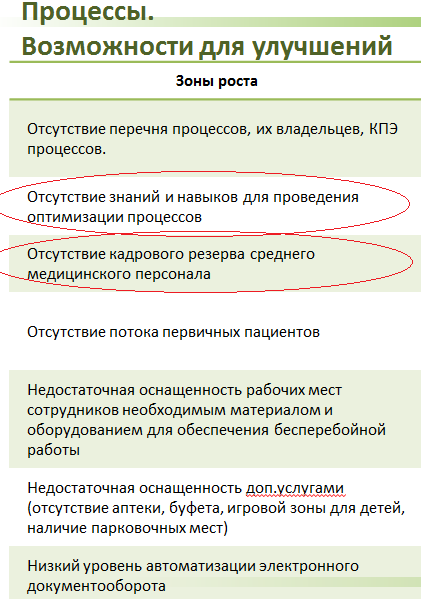 Процессы.
Возможности для улучшений
Зоны роста
Отсутствие перечня процессов, их владельцев, КПЭ
процессов.
Отсутствие знаний и навыков для проведения
оптимизации процессов
Отсутствие кадрового резерва среднего
медицинского персонала
Отсутствие потока первичных пациентов
Недостаточная оснащенность рабочих мест
сотрудников необходимым материалом и
оборудованием для обеспечения бесперебойной
работы
Недостаточная оснащенность доп.услугами
(отсутствие аптеки, буфета, игровой зоны для детей,
наличие парковочных мест)
Низкий уровень автоматизации электронного
документооборота